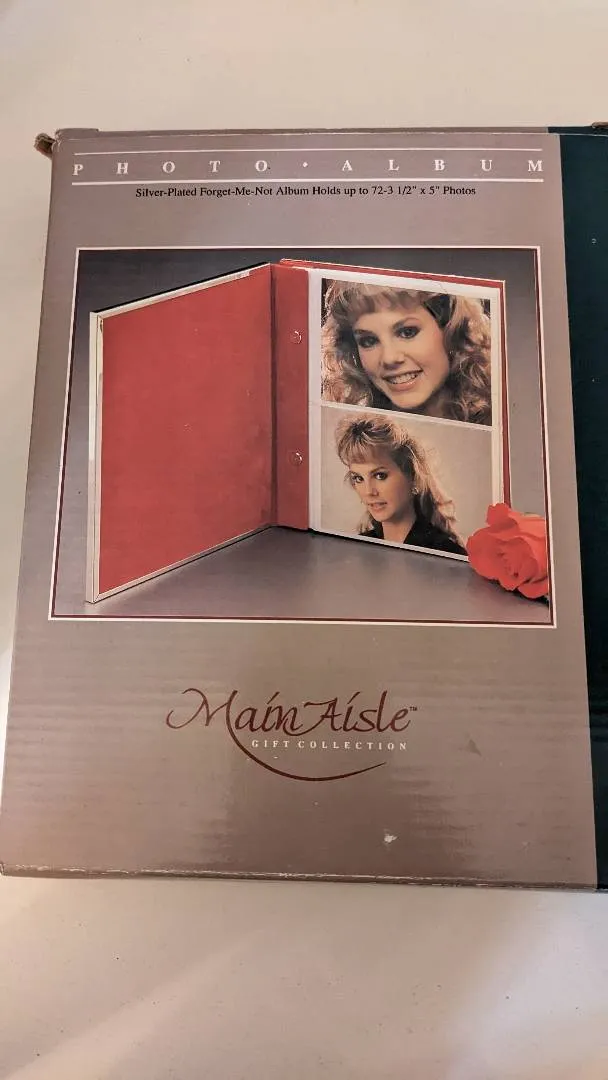 PHOTO • ALBUM
Silver-Plated Forget-Me-Not Album Holds up to 72-3 1/2" x 5" Photos
Main Aisle™
GIFT COLLECTION